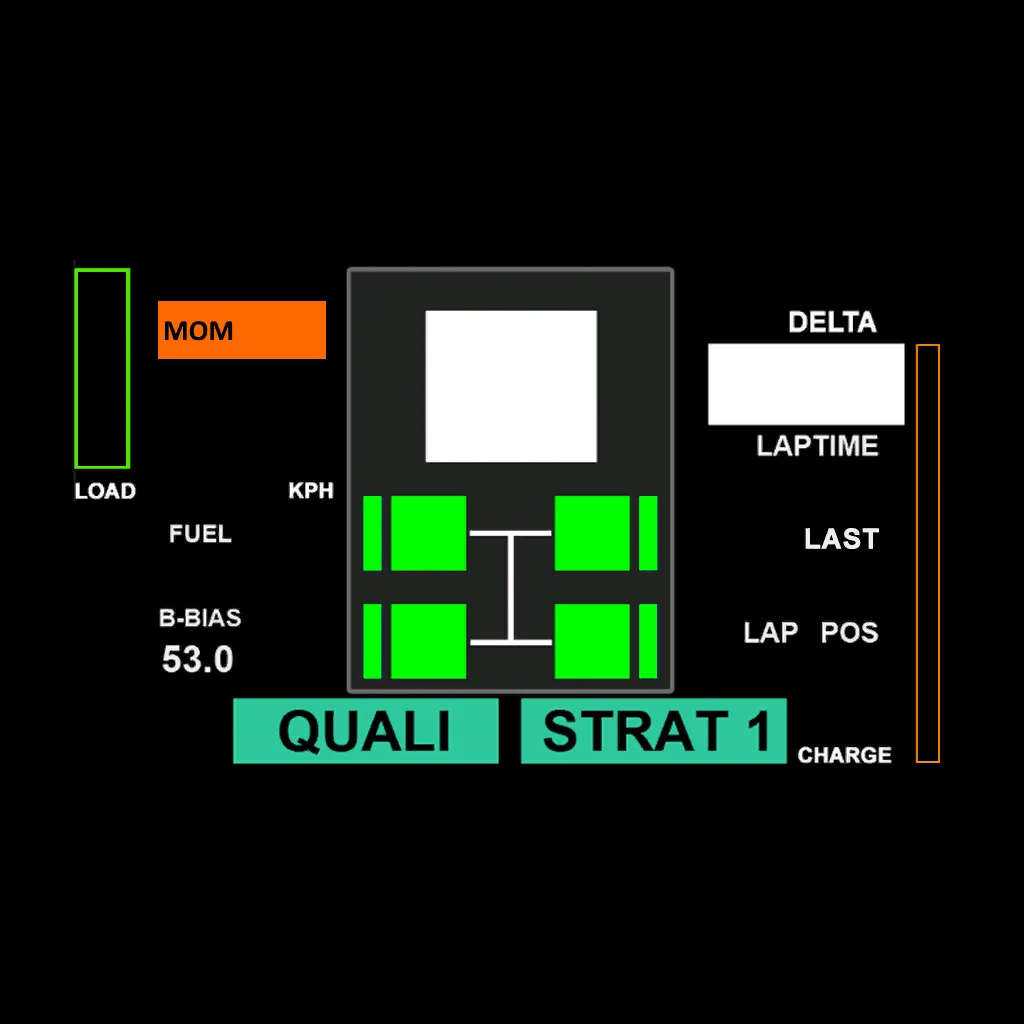 DELTA
MOM
LAPTIME
LOAD
KPH
FUEL
LAST
B-BIAS
53.0
LAP POS
QUALI
STRAT 1
CHARGE